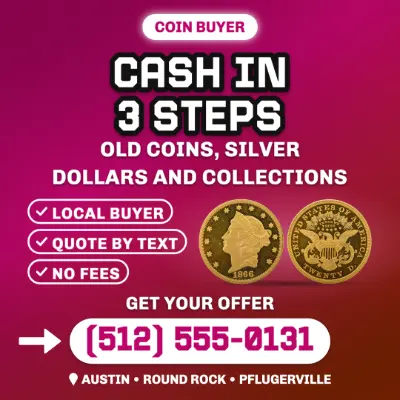 COIN BUYER
CASH IN
3 STEPS
OLD COINS, SILVER
DOLLARS AND COLLECTIONS
LOCAL BUYER
QUOTE BY TEXT
NO FEES
1866
UNITED STATES OF AMERICA
TWENTY D.
GET YOUR OFFER
(512) 555-0131
AUSTIN • ROUND ROCK • PFLUGERVILLE